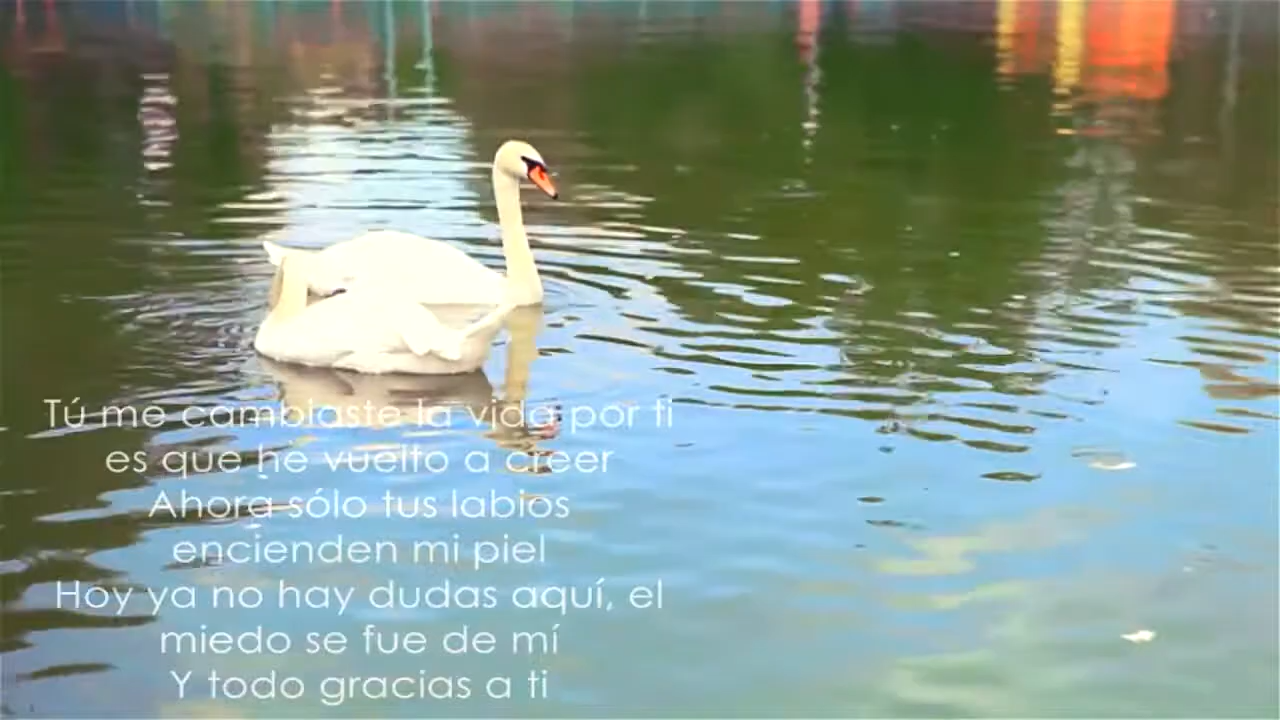 Tú me cambiaste la vida por ti
es que he vuelto a creer
Ahora sólo tus labios
encienden mi piel
Hoy ya no hay dudas aquí, el
miedo se fue de mí
Y todo gracias a ti